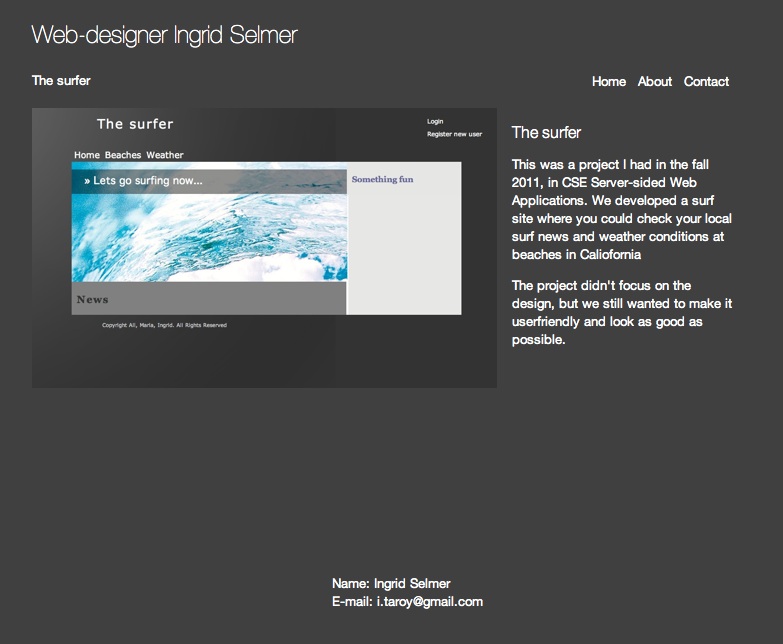 Web-designer Ingrid Selmer
The surfer
Home About Contact
The surfer
Login
Register new user
Home Beaches Weather
» Lets go surfing now...
Something fun
News
Copyright Ali, Maria, Ingrid. All Rights Reserved
The surfer
This was a project I had in the fall
2011, in CSE Server-sided Web
Applications. We developed a surf
site where you could check your local
surf news and weather conditions at
beaches in Caliofornia
The project didn't focus on the
design, but we still wanted to make it
userfriendly and look as good as
possible.
Name: Ingrid Selmer
E-mail: i.taroy@gmail.com